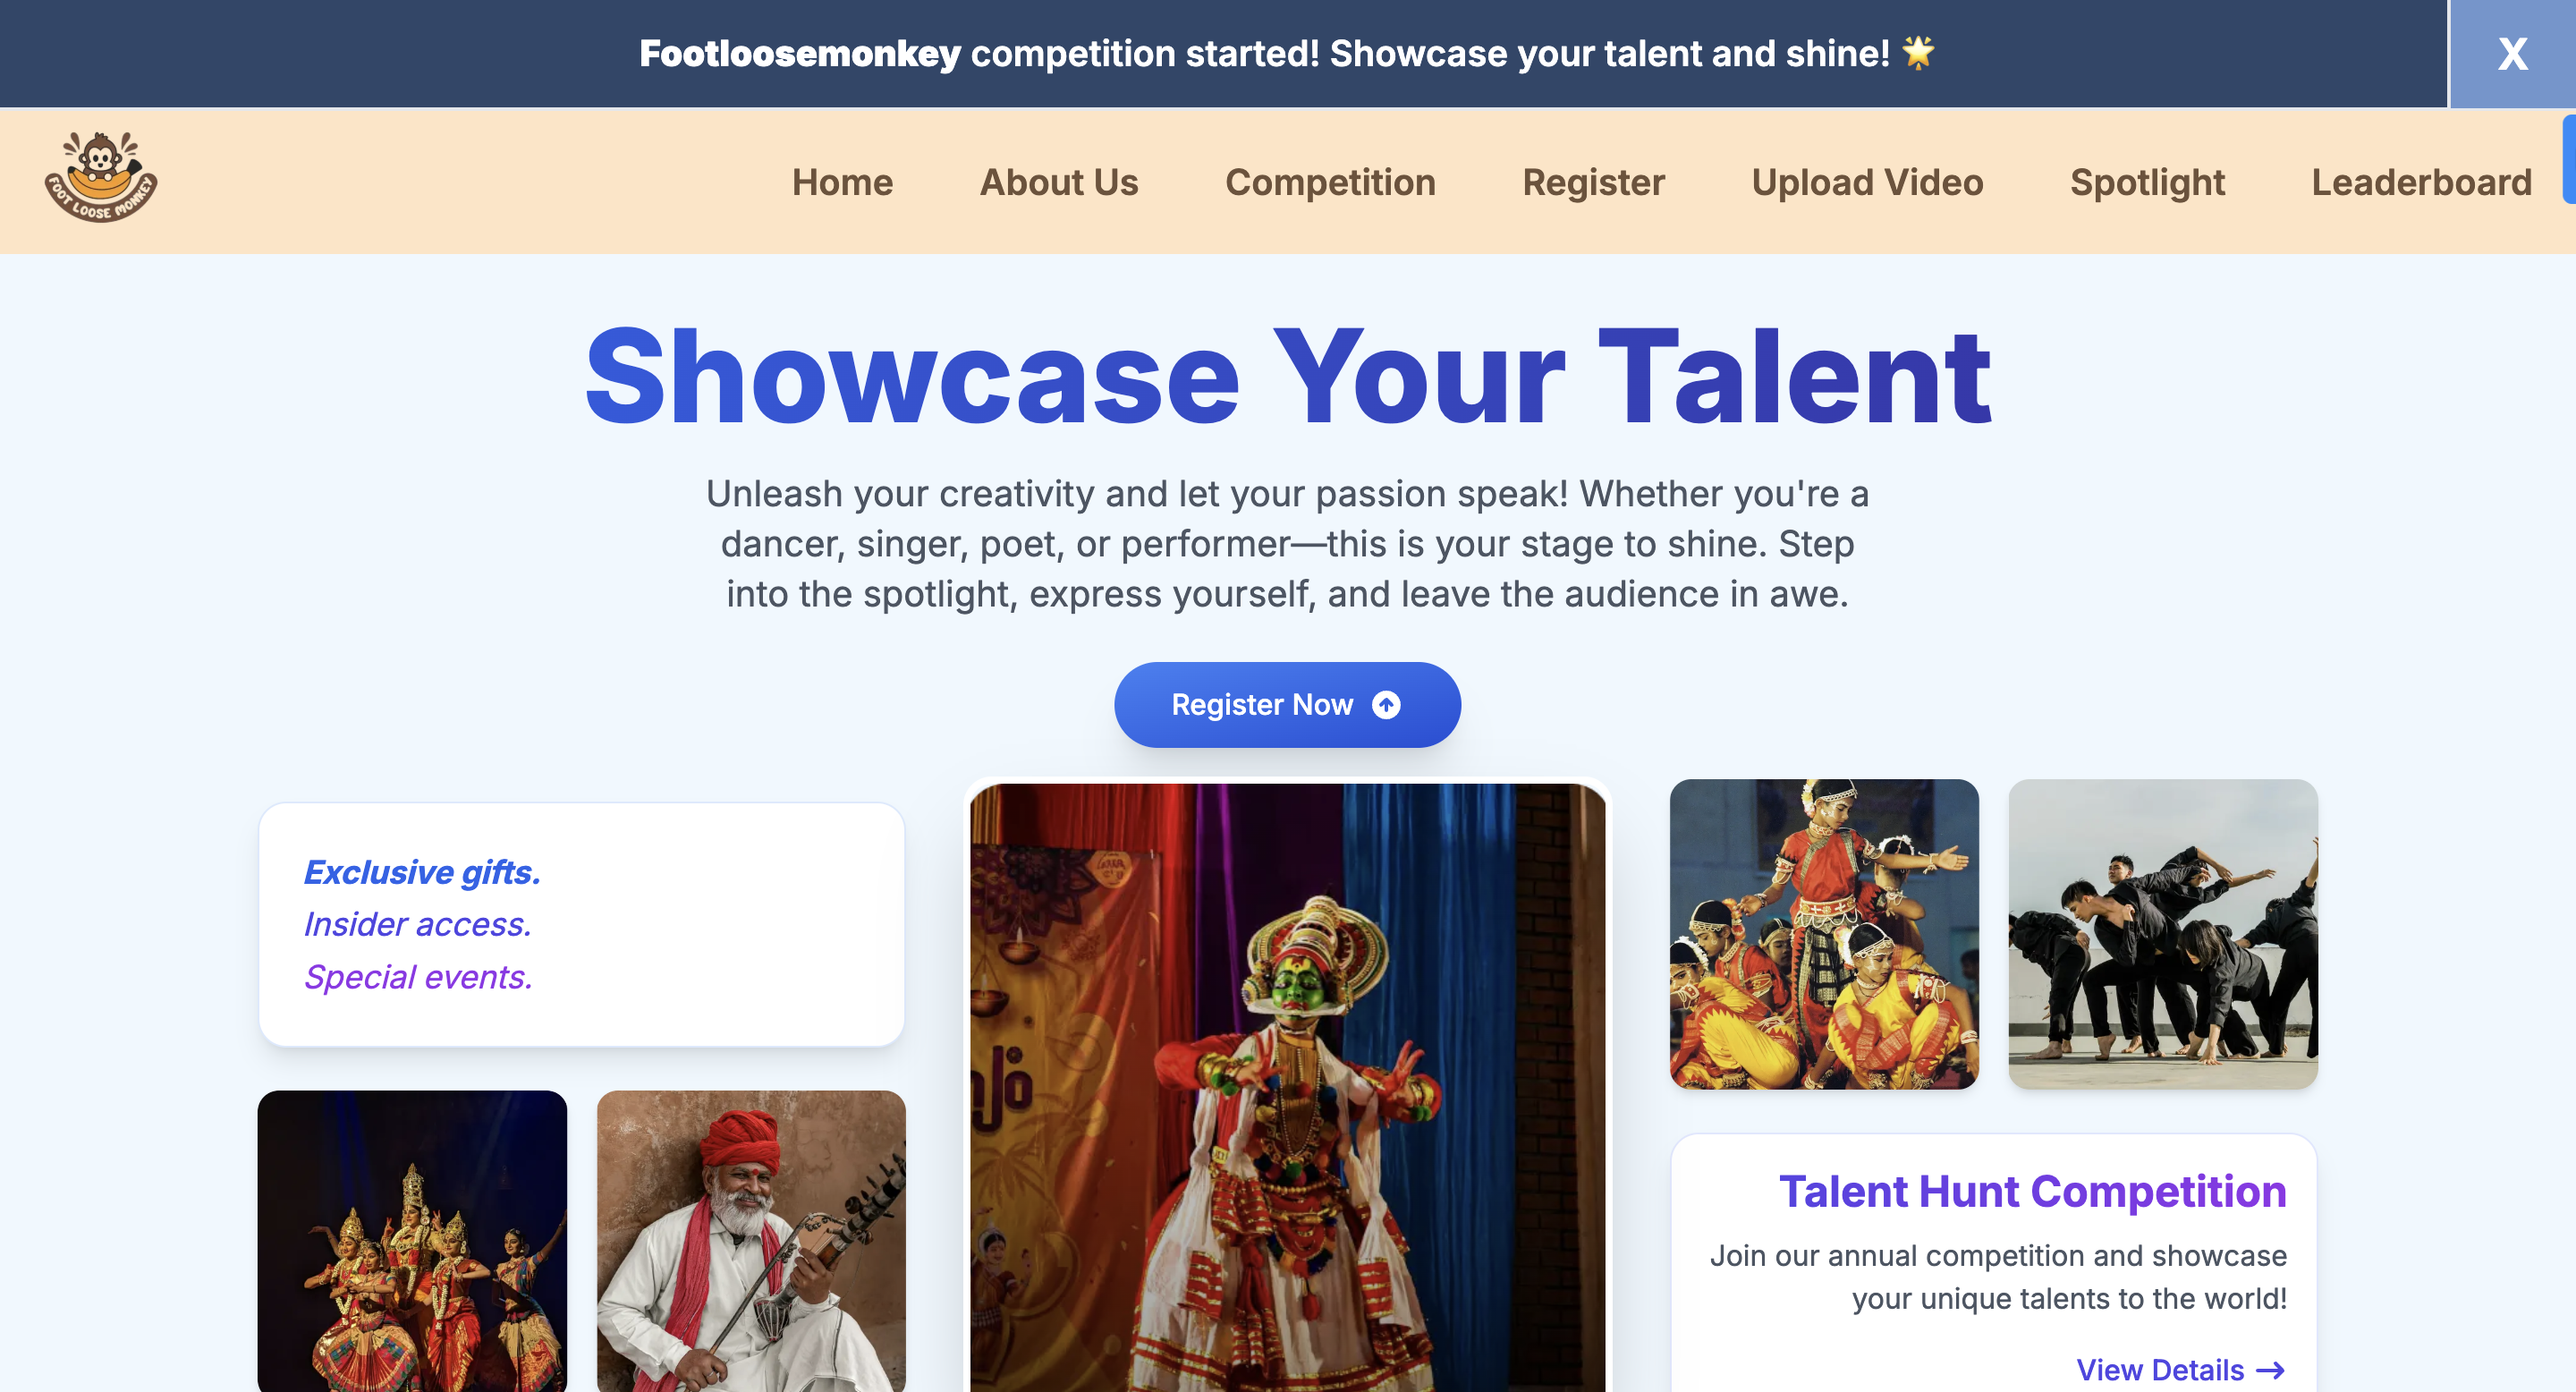 Footloosemonkey competition started! Showcase your talent and shine! 🌟
X
FOOT LOOSE MONKEY
Home
About Us
Competition
Register
Upload Video
Spotlight
Leaderboard
Showcase Your Talent
Unleash your creativity and let your passion speak! Whether you're a
dancer, singer, poet, or performer—this is your stage to shine. Step
into the spotlight, express yourself, and leave the audience in awe.
Register Now
Exclusive gifts.
Insider access.
Special events.
Talent Hunt Competition
Join our annual competition and showcase
your unique talents to the world!
View Details →